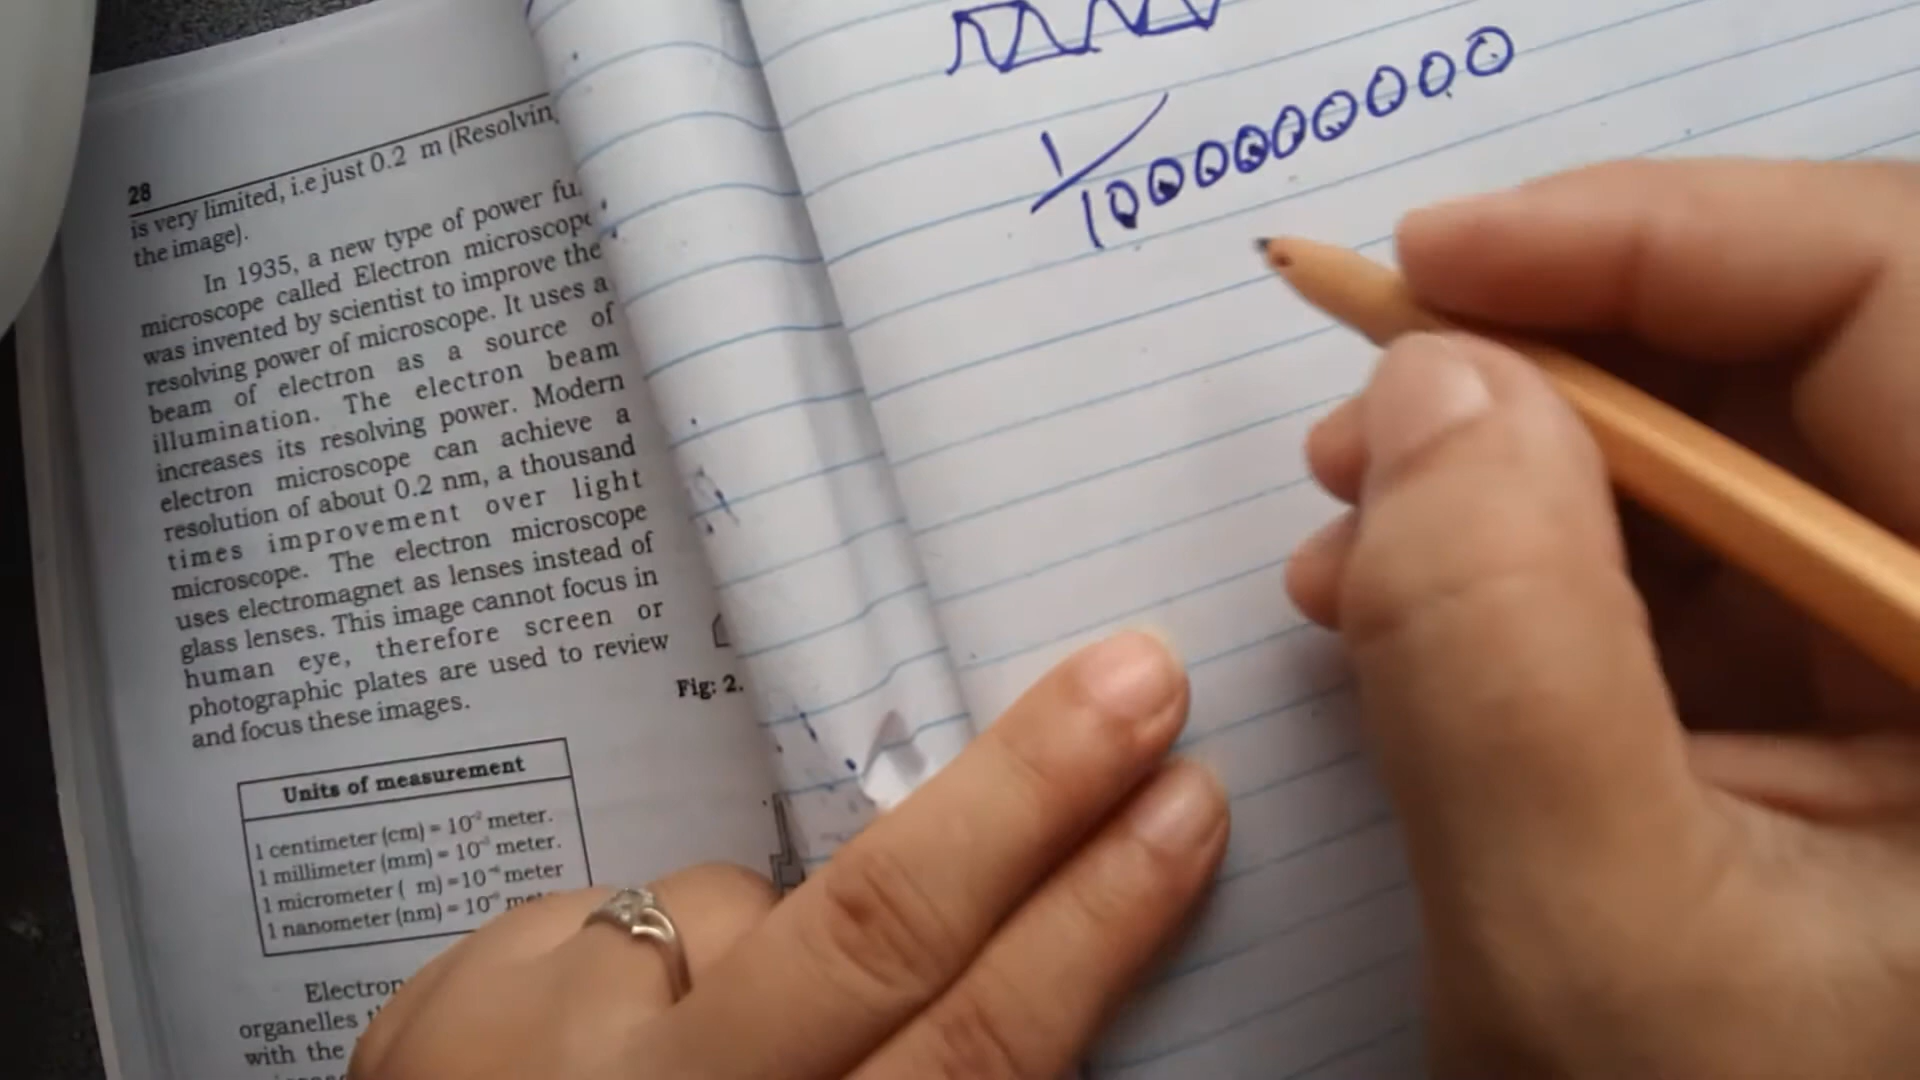 28
is very limited, i.e just 0.2 m (Resolvin
the image).
In 1935, a new type of power fu
microscope called Electron microscope
was invented by scientist to improve the
resolving power of microscope. It uses a
beam of electron as a source of
illumination. The electron beam
increases its resolving power. Modern
electron microscope can achieve a
resolution of about 0.2 nm, a thousand
times improvement over light
microscope. The electron microscope
uses electromagnet as lenses instead of
glass lenses. This image cannot focus in
human eye, therefore screen or
photographic plates are used to review
and focus these images.
Fig: 2.
Units of measurement
1 centimeter (cm) = 10⁻² meter.
1 millimeter (mm) = 10⁻³ meter.
1 micrometer ( m) =10⁻⁶ meter
1 nanometer (nm) = 10⁻⁹
Electron
organelles
with the
1/1000000000